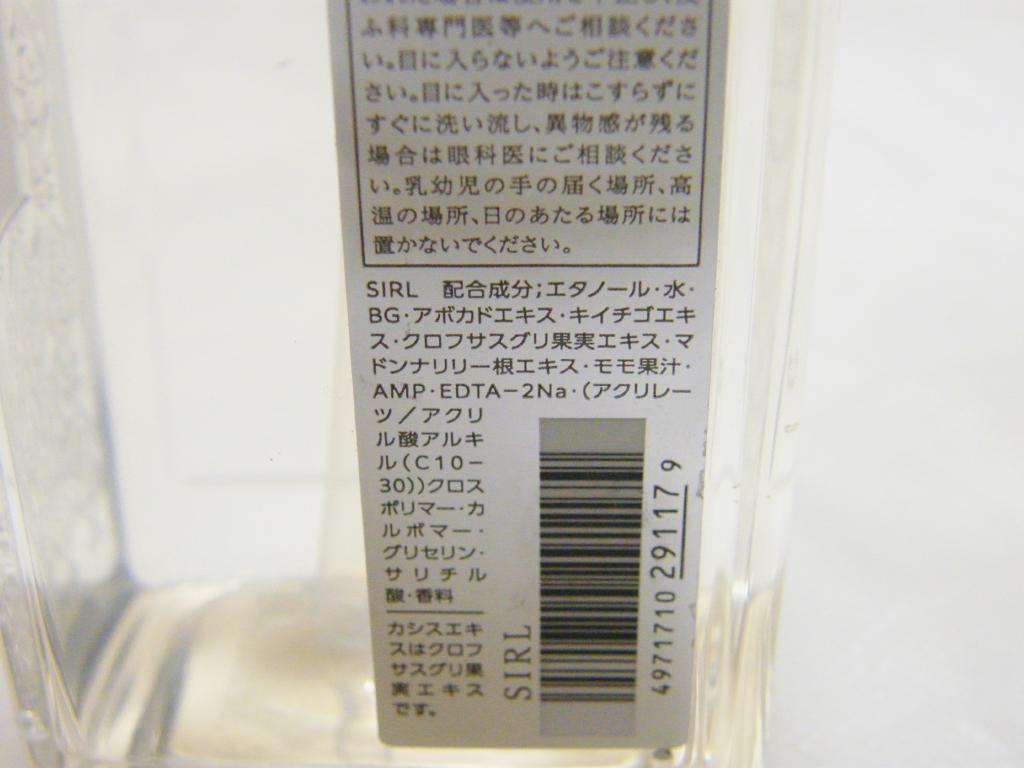 ふ科専門医等へご相談くださ
い。目に入らないようご注意くだ
さい。目に入った時はこすらずに
すぐに洗い流し、異物感が残る
場合は眼科医にご相談くださ
い。乳幼児の手の届く場所、高
温の場所、日のあたる場所には
置かないでください。
SIRL 配合成分;エタノール・水・
BG・アボカドエキス・キイチゴエキ
ス・クロフサスグリ果実エキス・マ
ドンナリリー根エキス・モモ果汁・
AMP・EDTA−2Na・(アクリレー
ツ/アクリ
ル酸アルキ
ル(C10−
30))クロス
ポリマー・カ
ルボマー・
グリセリン・
サリチル
酸・香料
カシスエキ
スはクロフ
サスグリ果
実エキス
です。
SIRL
4971710 291179